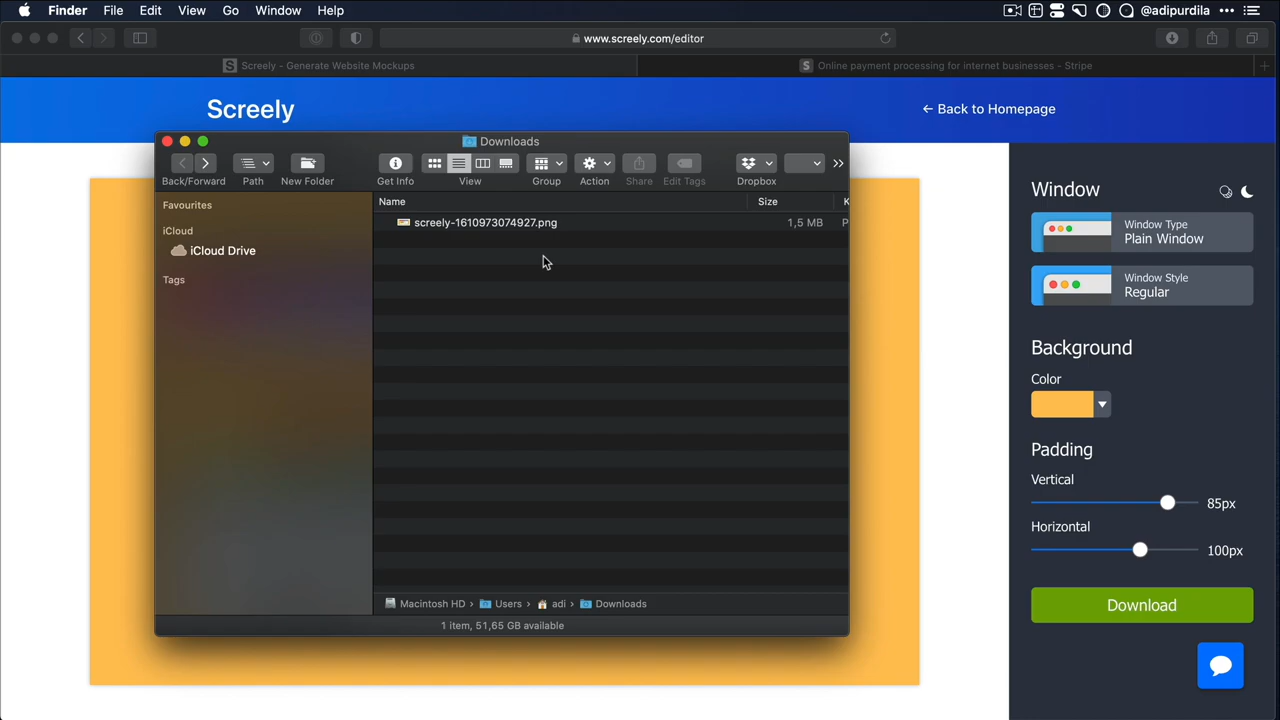 Finder File Edit View Go Window Help @adipurdila
www.screely.com/editor
S Screely - Generate Website Mockups
S Online payment processing for internet businesses - Stripe
Screely
← Back to Homepage
Downloads
Back/Forward Path New Folder Get Info View Group Action Share Edit Tags Dropbox
Favourites
iCloud
iCloud Drive
Tags
Name Size K
screely-1610973074927.png 1,5 MB P
Macintosh HD › Users › adi › Downloads
1 item, 51,65 GB available
Window
Window Type
Plain Window
Window Style
Regular
Background
Color
Padding
Vertical
85px
Horizontal
100px
Download